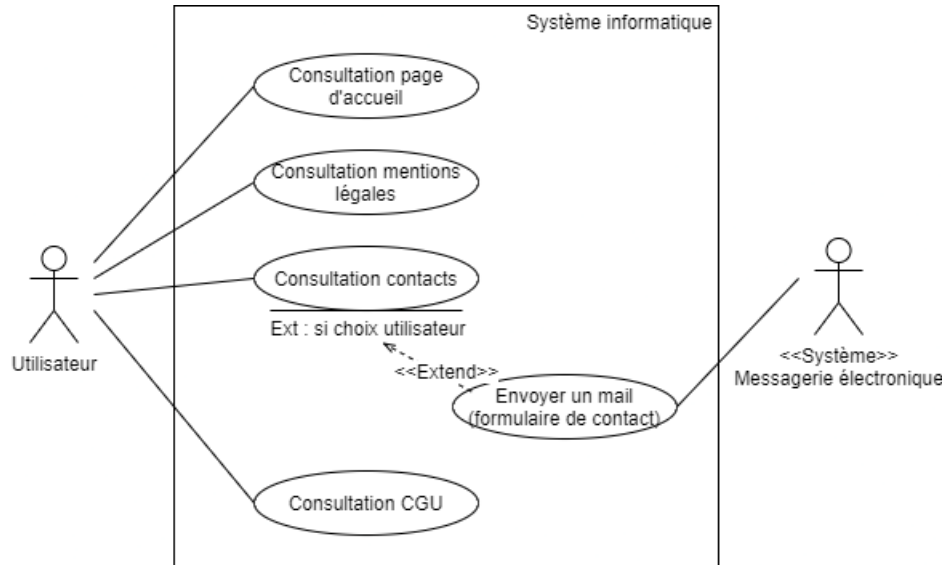 Système informatique
Consultation page
d'accueil
Consultation mentions
légales
Consultation contacts
Ext : si choix utilisateur
<<Extend>>
Envoyer un mail
(formulaire de contact)
Consultation CGU
Utilisateur
<<Système>>
Messagerie électronique